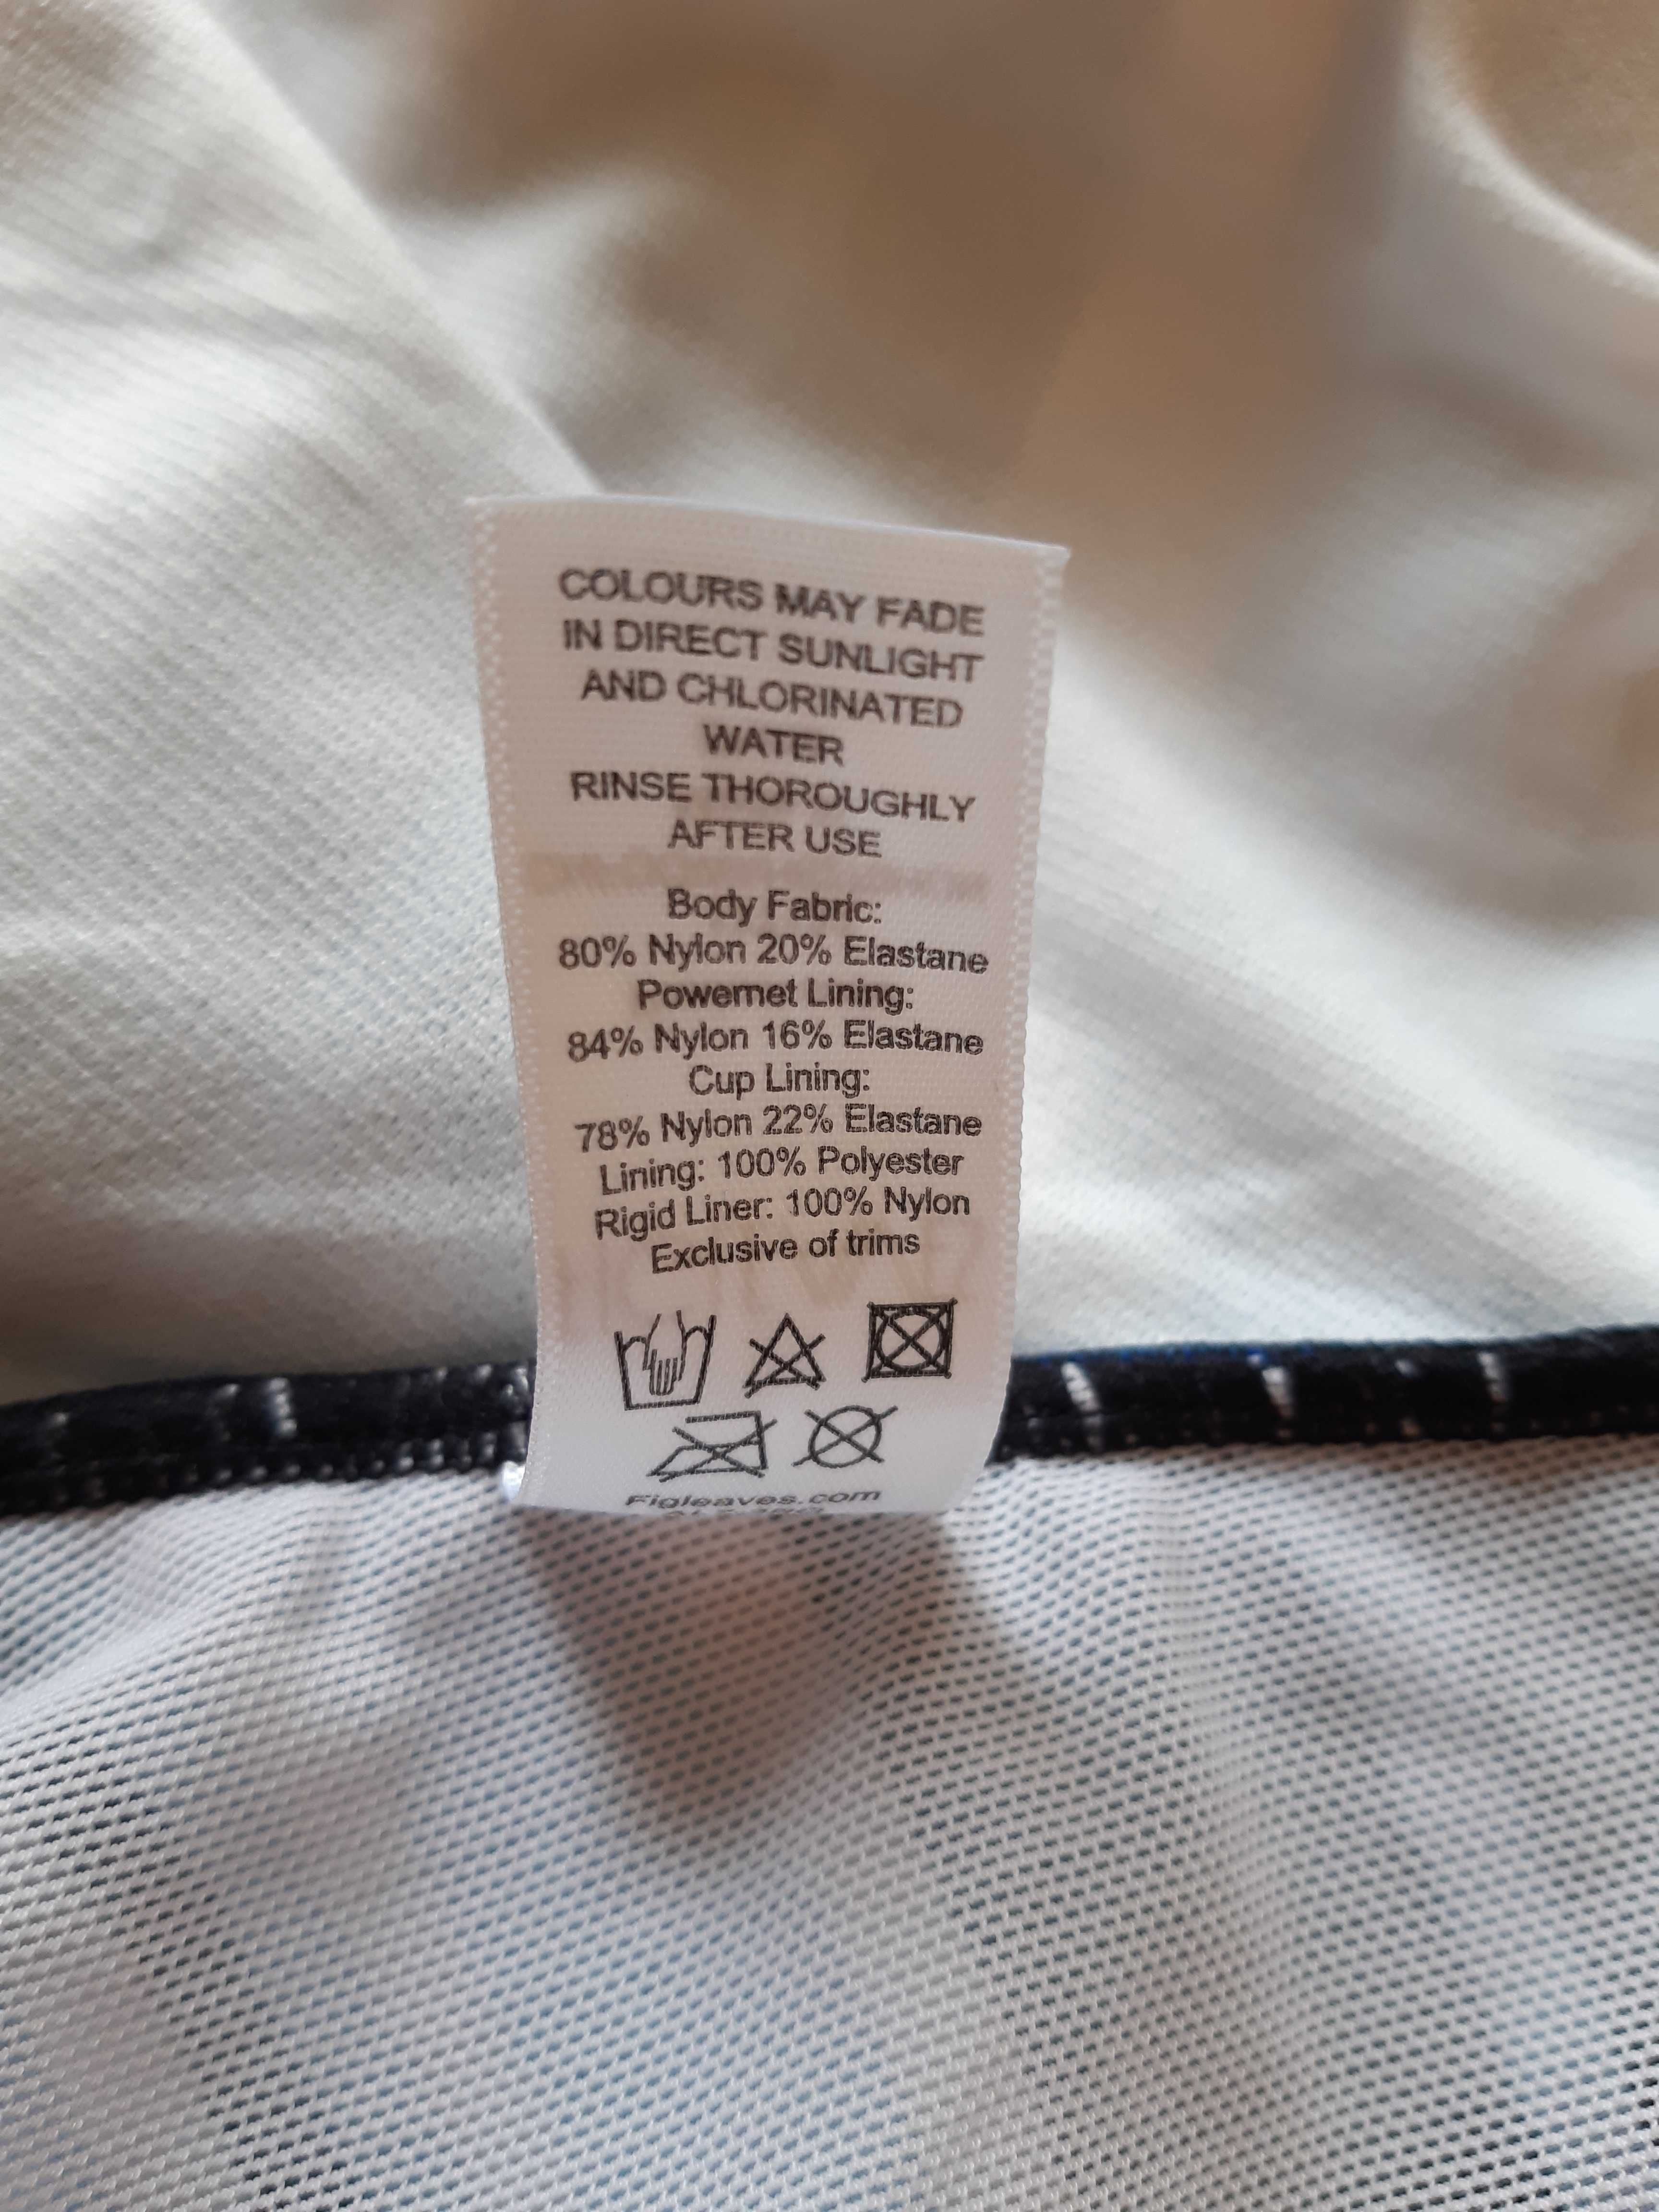 COLOURS MAY FADE
IN DIRECT SUNLIGHT
AND CHLORINATED
WATER
RINSE THOROUGHLY
AFTER USE
Body Fabric:
80% Nylon 20% Elastane
Powernet Lining:
84% Nylon 16% Elastane
Cup Lining:
78% Nylon 22% Elastane
Lining: 100% Polyester
Rigid Liner: 100% Nylon
Exclusive of trims
Figleaves.com